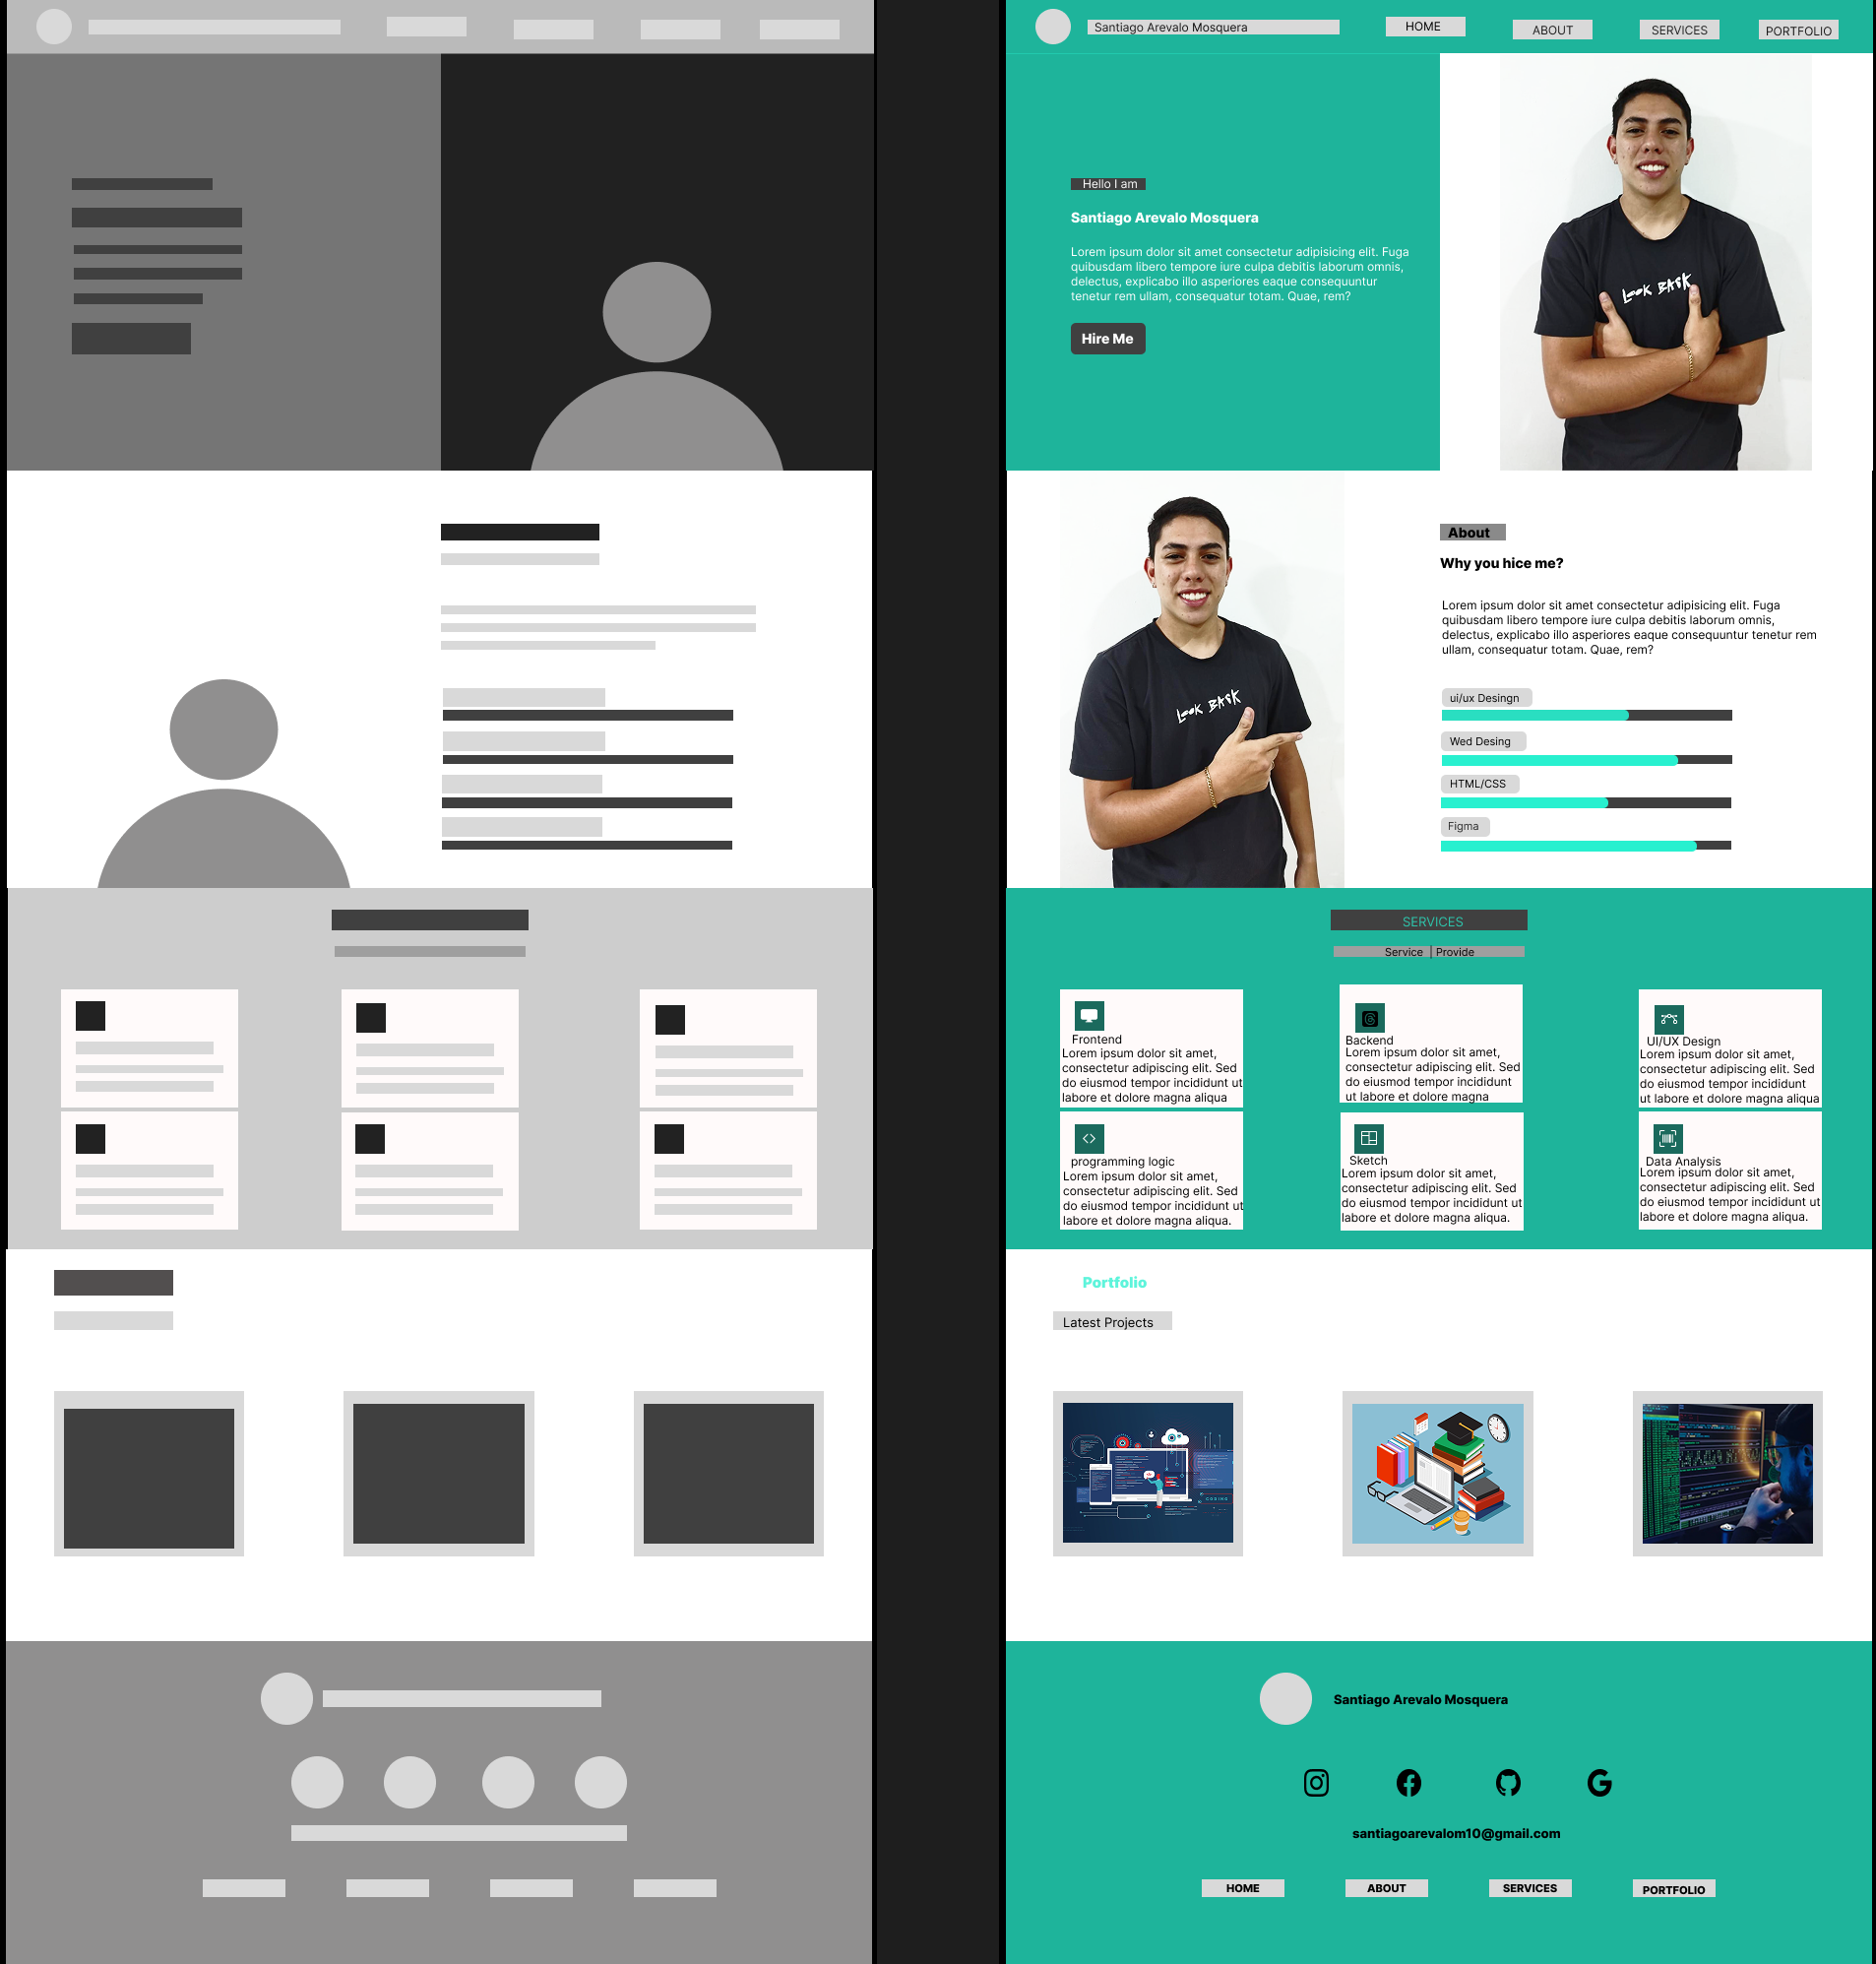 Santiago Arevalo Mosquera
HOME
ABOUT
SERVICES
PORTFOLIO
Hello I am
Santiago Arevalo Mosquera
Lorem ipsum dolor sit amet consectetur adipisicing elit. Fuga
quibusdam libero tempore iure culpa debitis laborum omnis,
delectus, explicabo illo asperiores eaque consequuntur
tenetur rem ullam, consequatur totam. Quae, rem?
Hire Me
LOOK BACK
About
Why you hice me?
Lorem ipsum dolor sit amet consectetur adipisicing elit. Fuga
quibusdam libero tempore iure culpa debitis laborum omnis,
delectus, explicabo illo asperiores eaque consequuntur tenetur rem
ullam, consequatur totam. Quae, rem?
LOOK BACK
ui/ux Desingn
Wed Desing
HTML/CSS
Figma
SERVICES
Service | Provide
Frontend
Lorem ipsum dolor sit amet,
consectetur adipiscing elit. Sed
do eiusmod tempor incididunt ut
labore et dolore magna aliqua
Backend
Lorem ipsum dolor sit amet,
consectetur adipiscing elit. Sed
do eiusmod tempor incididunt
ut labore et dolore magna
UI/UX Design
Lorem ipsum dolor sit amet,
consectetur adipiscing elit. Sed
do eiusmod tempor incididunt
ut labore et dolore magna aliqua
programming logic
Lorem ipsum dolor sit amet,
consectetur adipiscing elit. Sed
do eiusmod tempor incididunt ut
labore et dolore magna aliqua.
Sketch
Lorem ipsum dolor sit amet,
consectetur adipiscing elit. Sed
do eiusmod tempor incididunt ut
labore et dolore magna aliqua.
Data Analysis
Lorem ipsum dolor sit amet,
consectetur adipiscing elit. Sed
do eiusmod tempor incididunt ut
labore et dolore magna aliqua.
Portfolio
Latest Projects
CODING
Santiago Arevalo Mosquera
santiagoarevalom10@gmail.com
HOME
ABOUT
SERVICES
PORTFOLIO